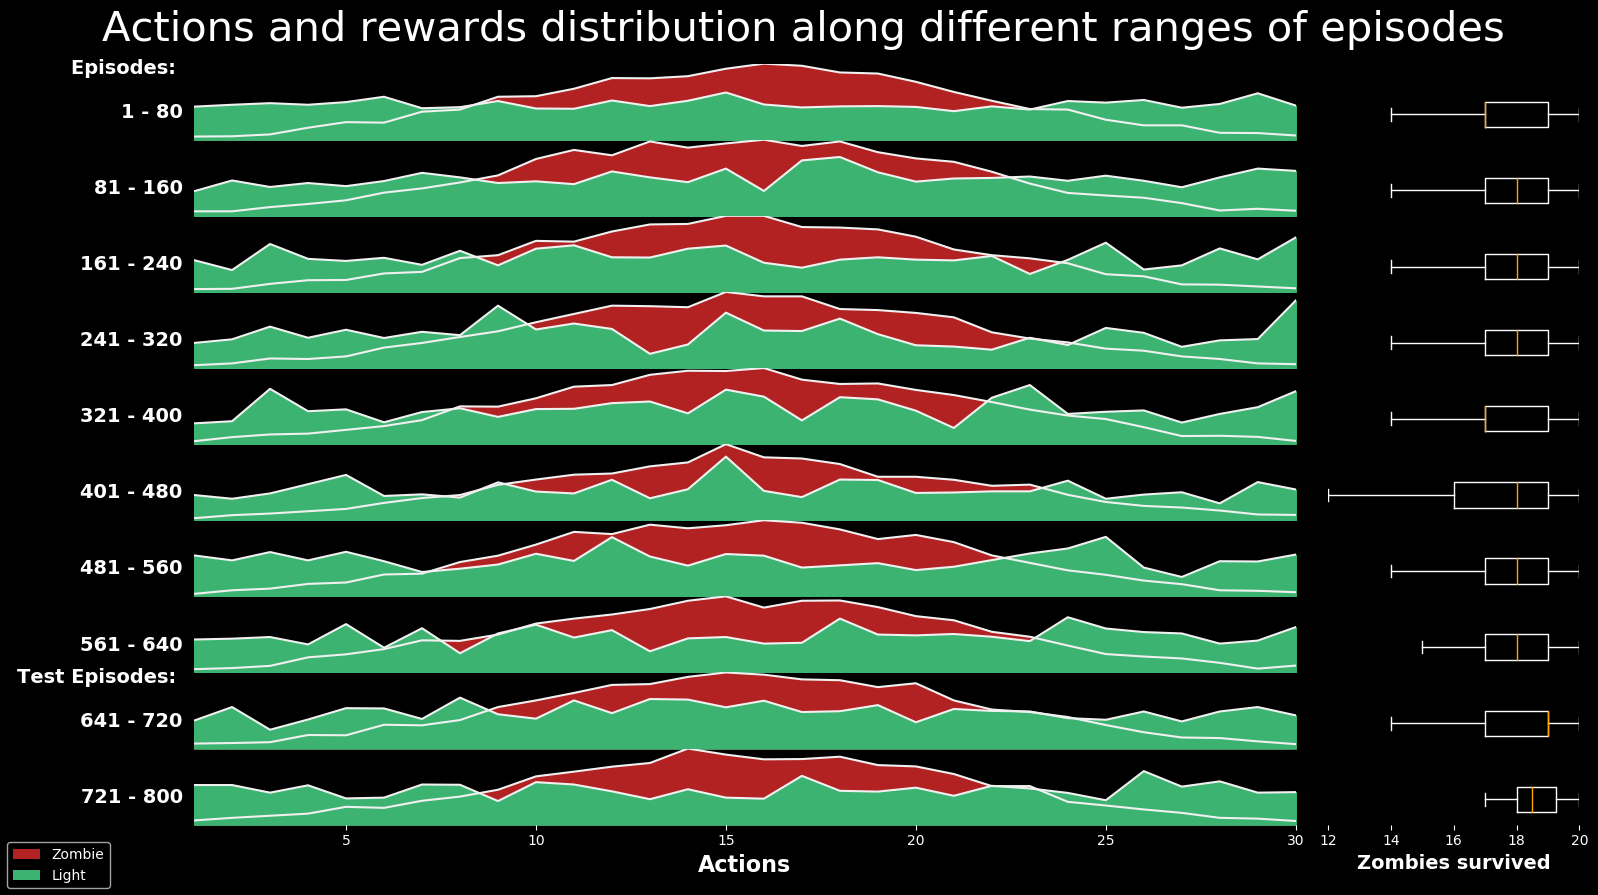 Actions and rewards distribution along different ranges of episodes
Episodes:
1 - 80
81 - 160
161 - 240
241 - 320
321 - 400
401 - 480
481 - 560
561 - 640
Test Episodes:
641 - 720
721 - 800
5 10 15 20 25 30
12 14 16 18 20
Actions
Zombies survived
Zombie
Light